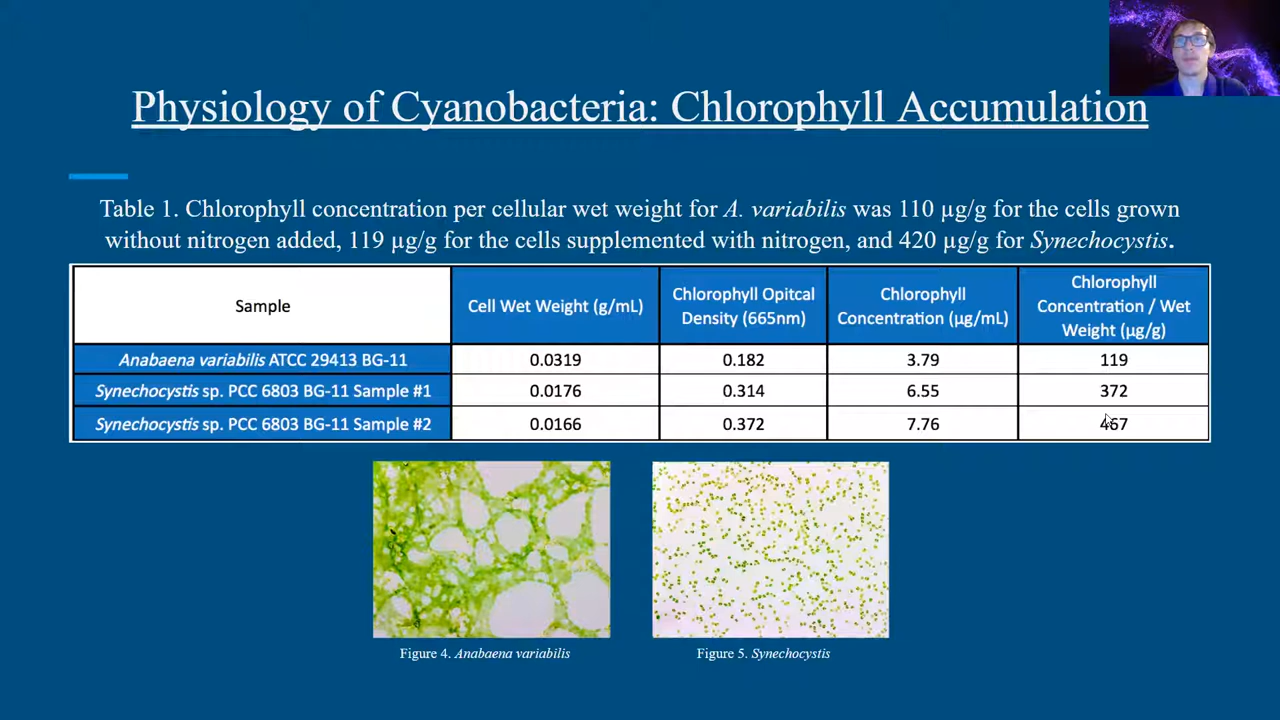 Physiology of Cyanobacteria: Chlorophyll Accumulation
Table 1. Chlorophyll concentration per cellular wet weight for A. variabilis was 110 µg/g for the cells grown
without nitrogen added, 119 µg/g for the cells supplemented with nitrogen, and 420 µg/g for Synechocystis.
Sample Cell Wet Weight (g/mL) Chlorophyll Opitcal Density (665nm) Chlorophyll Concentration (µg/mL) Chlorophyll Concentration / Wet Weight (µg/g)
Anabaena variabilis ATCC 29413 BG-11 0.0319 0.182 3.79 119
Synechocystis sp. PCC 6803 BG-11 Sample #1 0.0176 0.314 6.55 372
Synechocystis sp. PCC 6803 BG-11 Sample #2 0.0166 0.372 7.76 467
Figure 4. Anabaena variabilis
Figure 5. Synechocystis